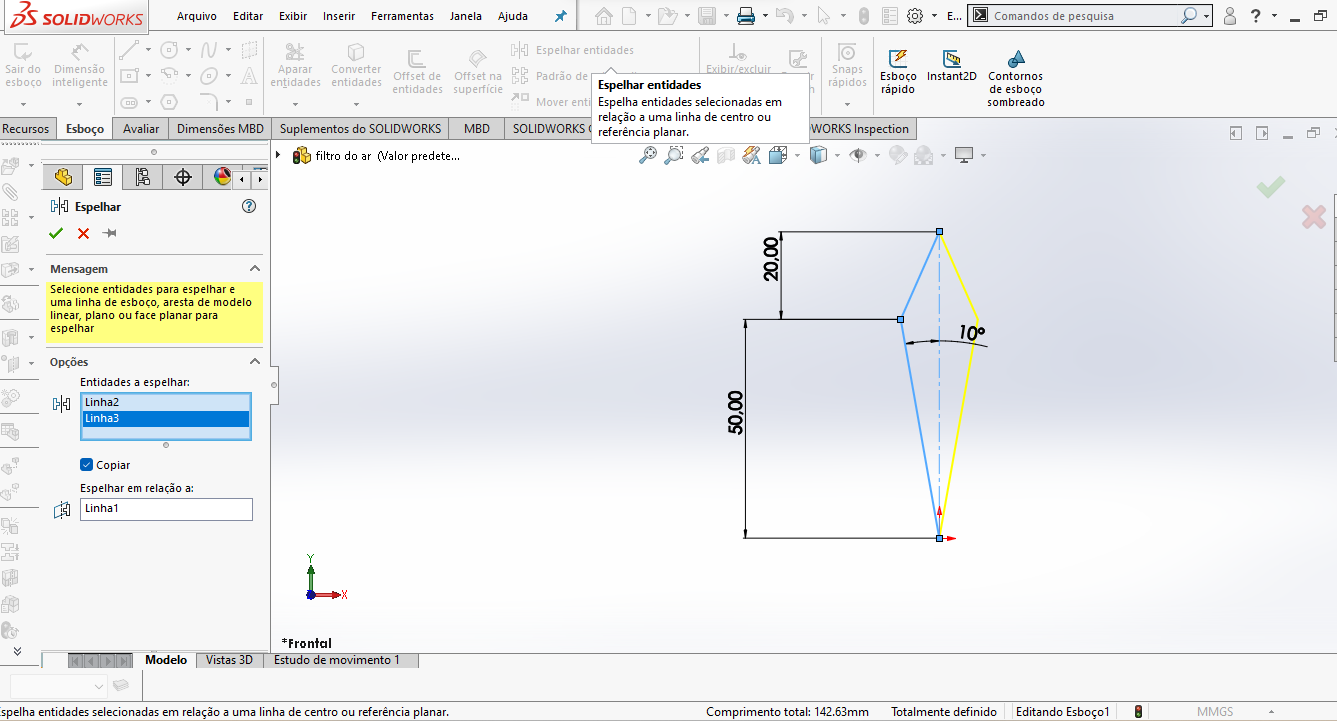 SOLIDWORKS
Arquivo Editar Exibir Inserir Ferramentas Janela Ajuda
E...
Comandos de pesquisa
?
Sair do esboço
Dimensão inteligente
Aparar entidades
Converter entidades
Offset de entidades
Offset na superfície
Espelhar entidades
Padrão de
Mover enti
Exibir/excluir
Snaps rápidos
Esboço rápido
Instant2D
Contornos de esboço sombreado
Espelhar entidades
Espelha entidades selecionadas em
relação a uma linha de centro ou
referência planar.
Recursos Esboço Avaliar Dimensões MBD Suplementos do SOLIDWORKS MBD SOLIDWORKS C WORKS Inspection
filtro do ar (Valor predete...
Espelhar
?
Mensagem
Selecione entidades para espelhar e
uma linha de esboço, aresta de modelo
linear, plano ou face planar para
espelhar
Opções
Entidades a espelhar:
Linha2
Linha3
Copiar
Espelhar em relação a:
Linha1
20,00
10°
50,00
Y
X
*Frontal
Modelo Vistas 3D Estudo de movimento 1
Espelha entidades selecionadas em relação a uma linha de centro ou referência planar.
Comprimento total: 142.63mm Totalmente definido Editando Esboço1 MMGS